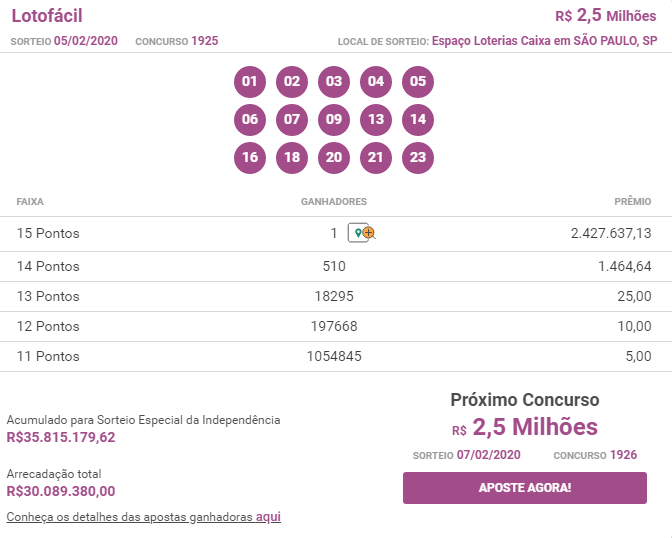 Lotofácil R$ 2,5 Milhões
SORTEIO 05/02/2020 CONCURSO 1925 LOCAL DE SORTEIO: Espaço Loterias Caixa em SÃO PAULO, SP
01 02 03 04 05
06 07 09 13 14
16 18 20 21 23
FAIXA GANHADORES PRÊMIO
15 Pontos 1 2.427.637,13
14 Pontos 510 1.464,64
13 Pontos 18295 25,00
12 Pontos 197668 10,00
11 Pontos 1054845 5,00
Acumulado para Sorteio Especial da Independência
R$35.815.179,62
Arrecadação total
R$30.089.380,00
Conheça os detalhes das apostas ganhadoras aqui
Próximo Concurso
R$ 2,5 Milhões
SORTEIO 07/02/2020 CONCURSO 1926
APOSTE AGORA!